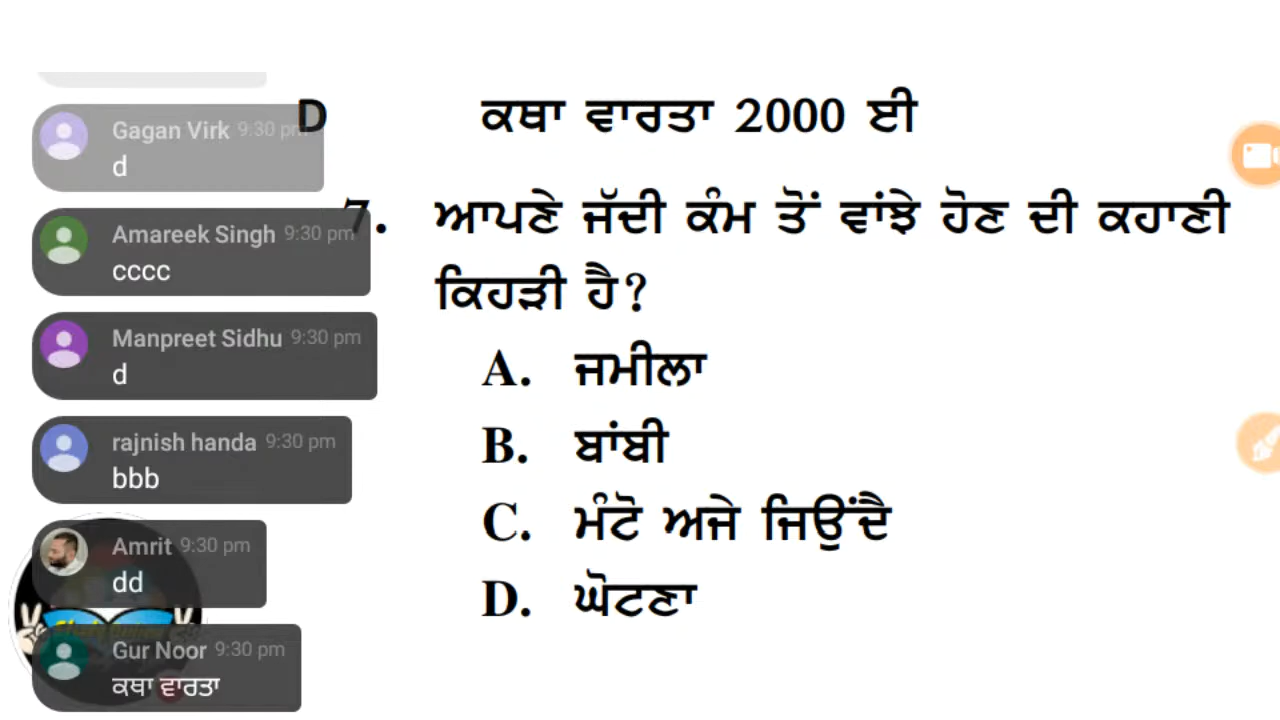 D ਕਥਾ ਵਾਰਤਾ 2000 ਈ
Gagan Virk 9:30 pm
d
7. ਆਪਣੇ ਜੱਦੀ ਕੰਮ ਤੋਂ ਵਾਂਝੇ ਹੋਣ ਦੀ ਕਹਾਣੀ
Amareek Singh 9:30 pm
cccc
ਕਿਹੜੀ ਹੈ?
Manpreet Sidhu 9:30 pm
d
A. ਜਮੀਲਾ
rajnish handa 9:30 pm
bbb
B. ਬਾਂਬੀ
C. ਮੰਟੋ ਅਜੇ ਜਿਉਂਦੈ
Amrit 9:30 pm
dd
D. ਘੋਟਣਾ
Gur Noor 9:30 pm
ਕਥਾ ਵਾਰਤਾ